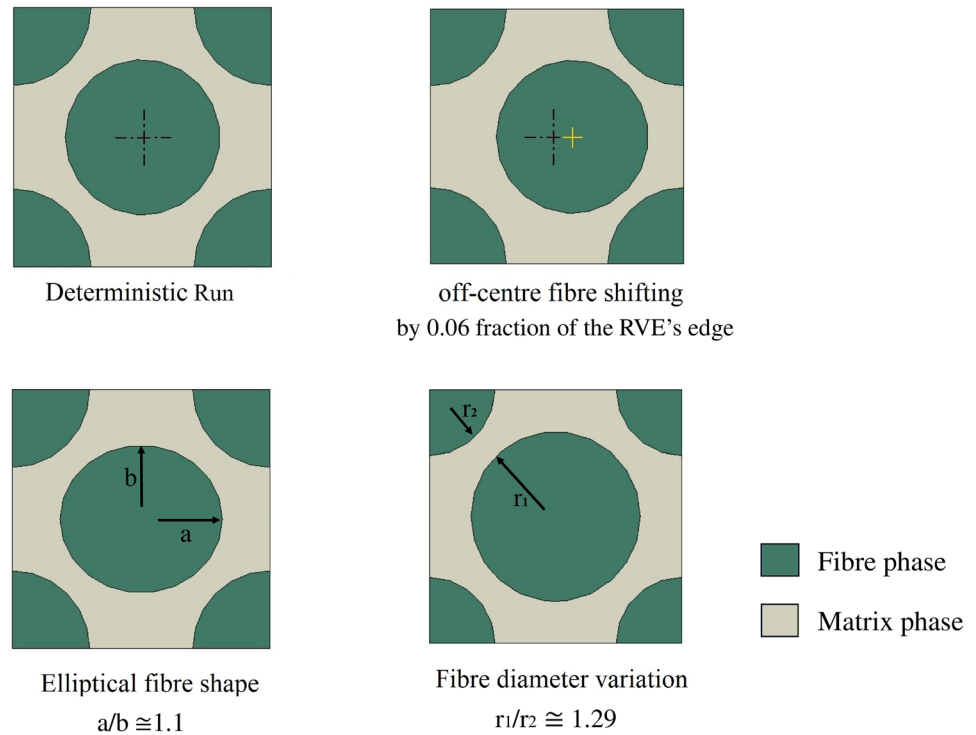 Deterministic Run
off-centre fibre shifting
by 0.06 fraction of the RVE's edge
b
a
Elliptical fibre shape
a/b ≅1.1
r₂
r₁
Fibre diameter variation
r₁/r₂ ≅ 1.29
Fibre phase
Matrix phase